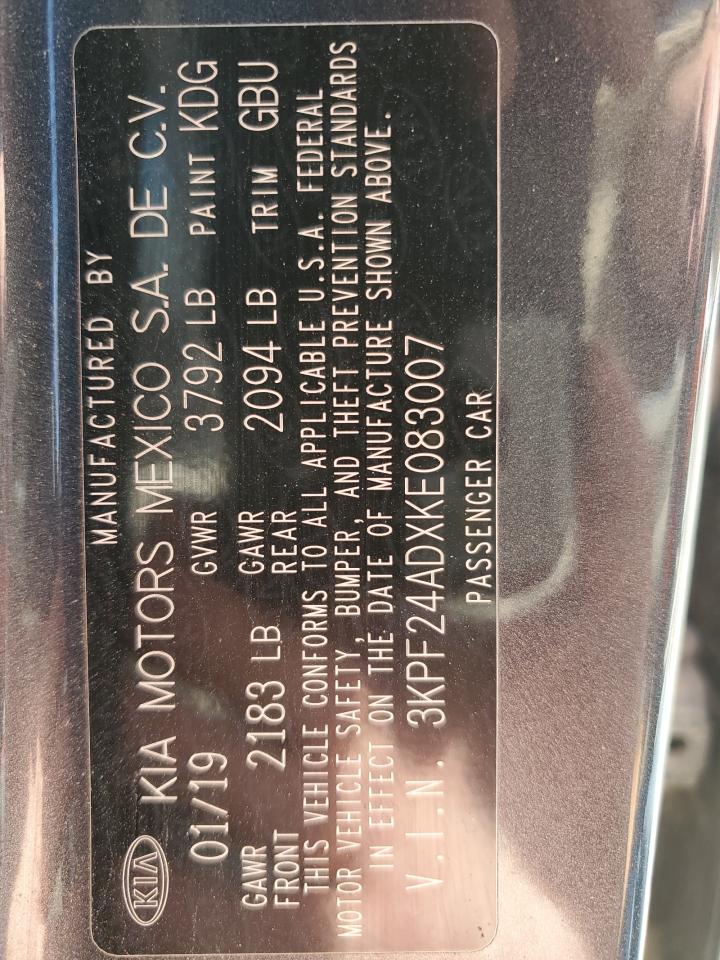 MANUFACTURED BY
KIA KIA MOTORS MEXICO S.A. DE C.V.
01/19 GVWR 3792 LB PAINT KDG
GAWR FRONT 2183 LB GAWR REAR 2094 LB TRIM GBU
THIS VEHICLE CONFORMS TO ALL APPLICABLE U.S.A. FEDERAL
MOTOR VEHICLE SAFETY, BUMPER, AND THEFT PREVENTION STANDARDS
IN EFFECT ON THE DATE OF MANUFACTURE SHOWN ABOVE.
V.I.N. 3KPF24ADXKE083007
PASSENGER CAR